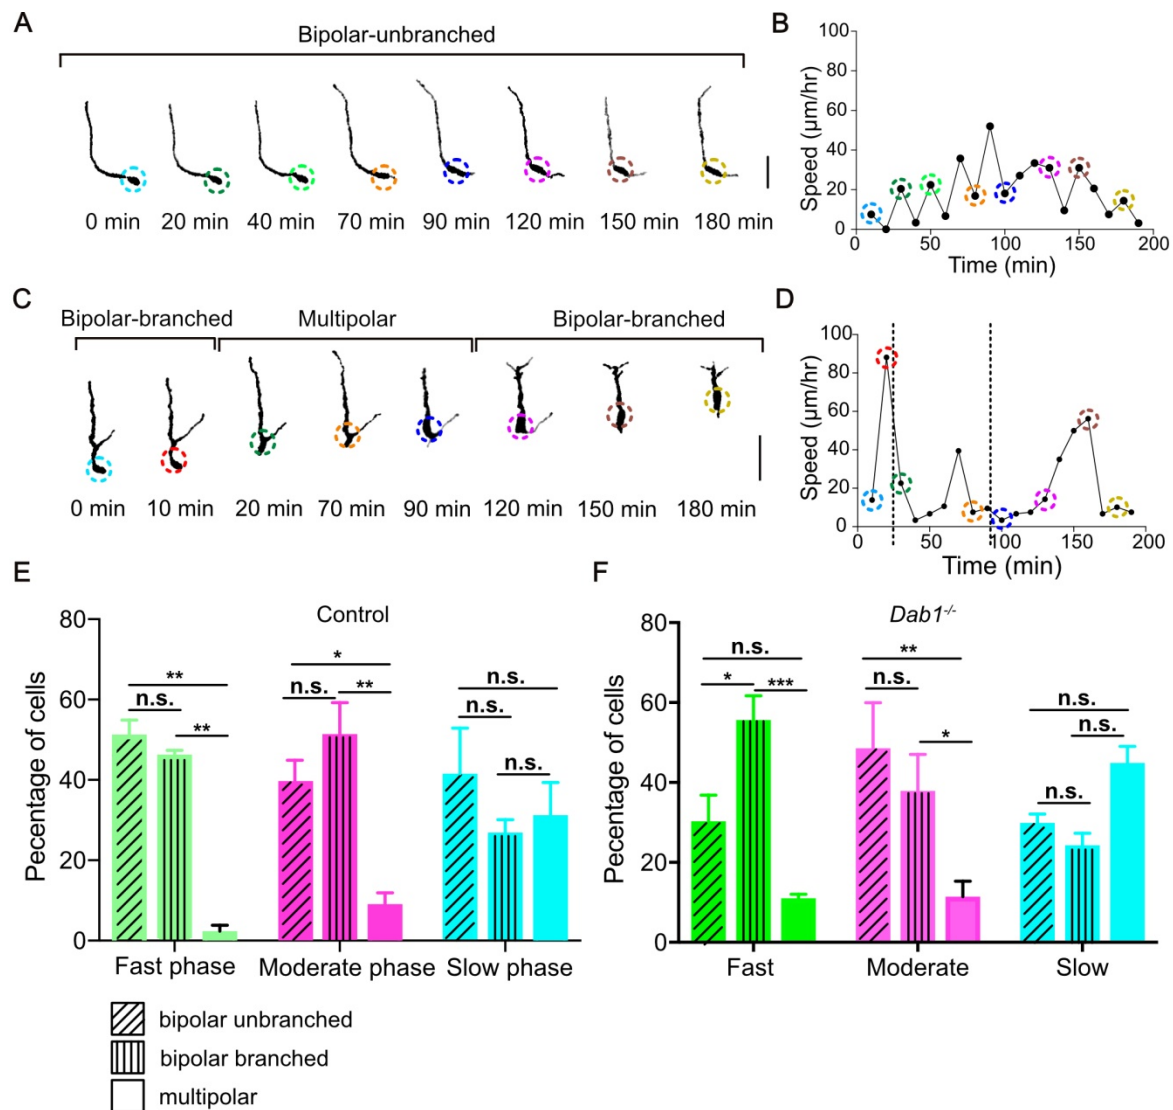 A
Bipolar-unbranched
0 min 20 min 40 min 70 min 90 min 120 min 150 min 180 min
B
Speed (µm/hr)
100
80
60
40
20
0
0 50 100 150 200
Time (min)
C
Bipolar-branched Multipolar Bipolar-branched
0 min 10 min 20 min 70 min 90 min 120 min 150 min 180 min
D
Speed (µm/hr)
100
80
60
40
20
0
0 50 100 150 200
Time (min)
E
Control
Pecentage of cells
80
60
40
20
0
** n.s. **
* n.s. **
n.s. n.s. n.s.
Fast phase Moderate phase Slow phase
bipolar unbranched
bipolar branched
multipolar
F
Dab1-/-
Pecentage of cells
80
60
40
20
0
n.s. * ***
** n.s. *
n.s. n.s. n.s.
Fast Moderate Slow